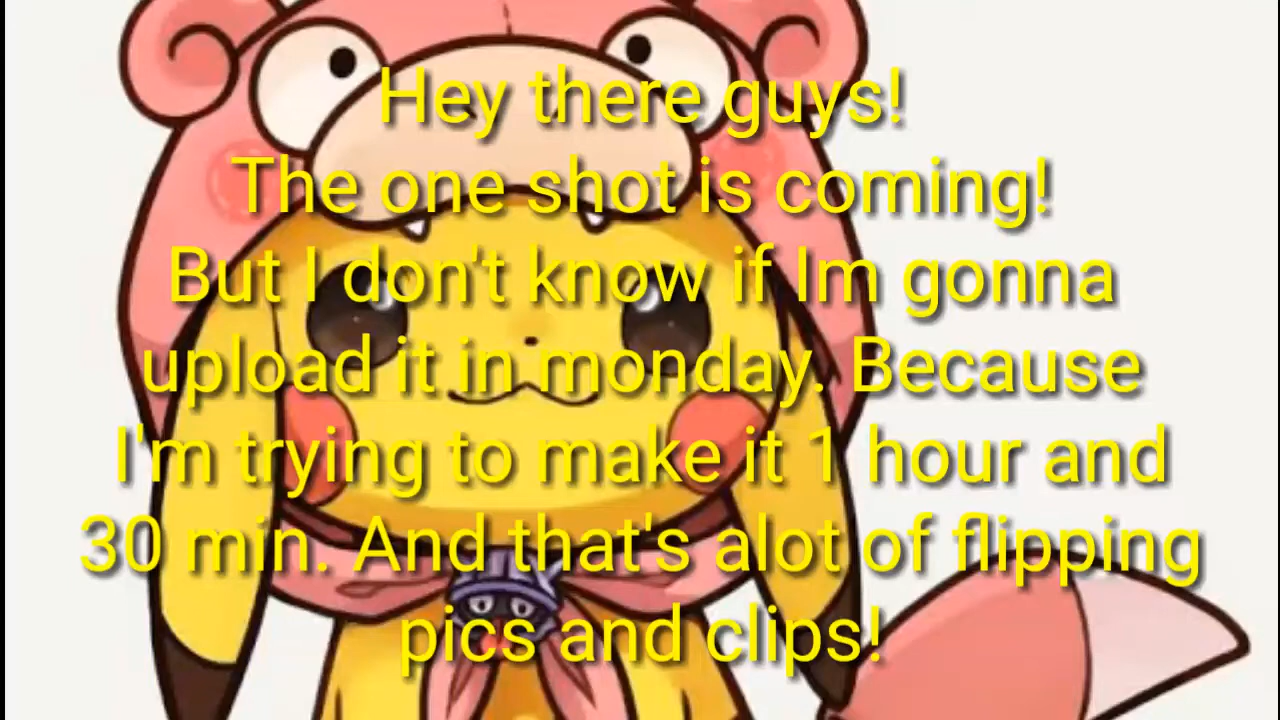 Hey there guys!
The one shot is coming!
But I don't know if Im gonna
upload it in monday. Because
I'm trying to make it 1 hour and
30 min. And that's alot of flipping
pics and clips!